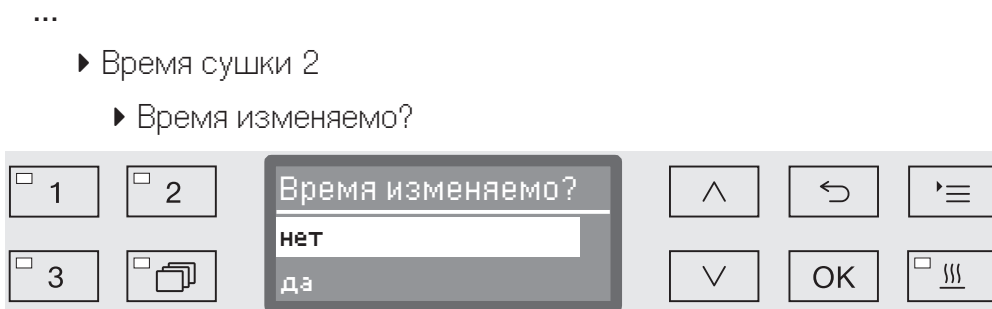 ...
Время сушки 2
Время изменяемо?
1 2 Время изменяемо?
нет
3 да OK